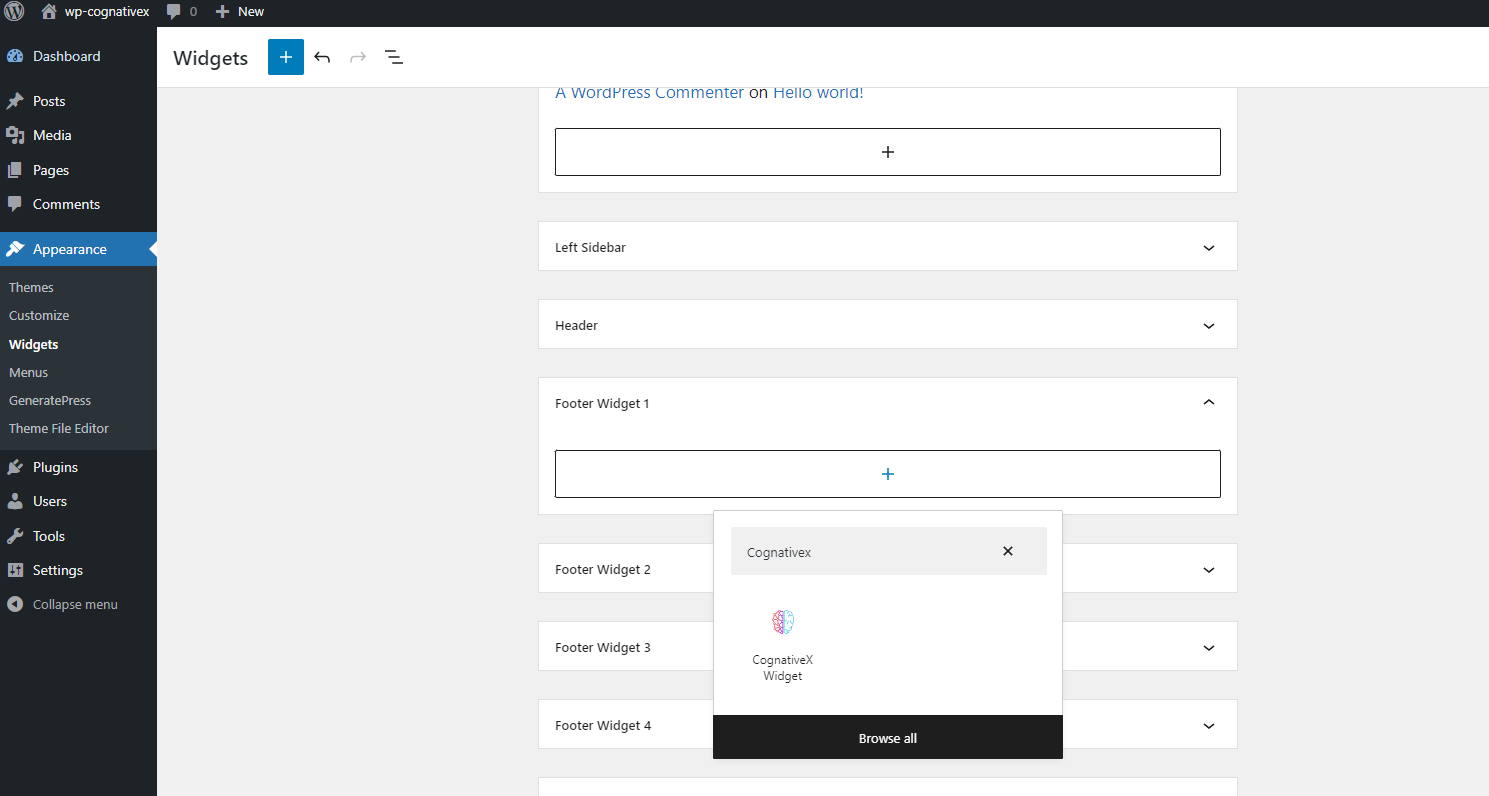 wp-cognativex 0 New
Dashboard
Posts
Media
Pages
Comments
Appearance
Themes
Customize
Widgets
Menus
GeneratePress
Theme File Editor
Plugins
Users
Tools
Settings
Collapse menu
Widgets
A WordPress Commenter on Hello world!
Left Sidebar
Header
Footer Widget 1
Footer Widget 2
Footer Widget 3
Footer Widget 4
Cognativex
CognativeX
Widget
Browse all